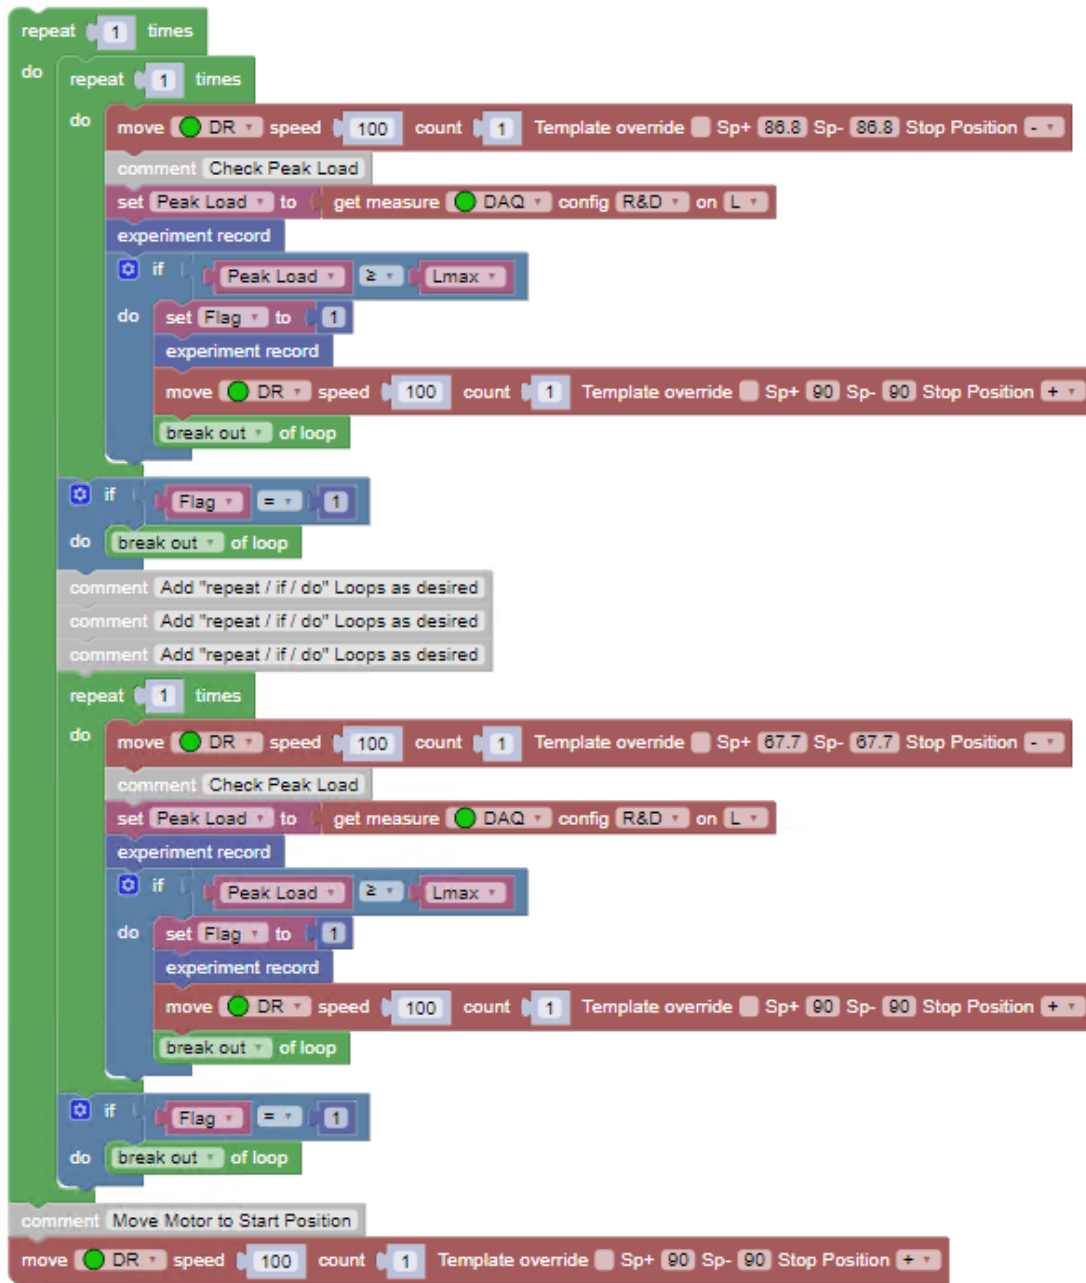 repeat 1 times
do repeat 1 times
do move DR speed 100 count 1 Template override Sp+ 86.8 Sp- 86.8 Stop Position -
comment Check Peak Load
set Peak Load to get measure DAQ config R&D on L
experiment record
if Peak Load ≥ Lmax
do set Flag to 1
experiment record
move DR speed 100 count 1 Template override Sp+ 90 Sp- 90 Stop Position +
break out of loop
if Flag = 1
do break out of loop
comment Add "repeat / if / do" Loops as desired
comment Add "repeat / if / do" Loops as desired
comment Add "repeat / if / do" Loops as desired
repeat 1 times
do move DR speed 100 count 1 Template override Sp+ 67.7 Sp- 67.7 Stop Position -
comment Check Peak Load
set Peak Load to get measure DAQ config R&D on L
experiment record
if Peak Load ≥ Lmax
do set Flag to 1
experiment record
move DR speed 100 count 1 Template override Sp+ 90 Sp- 90 Stop Position +
break out of loop
if Flag = 1
do break out of loop
comment Move Motor to Start Position
move DR speed 100 count 1 Template override Sp+ 90 Sp- 90 Stop Position +